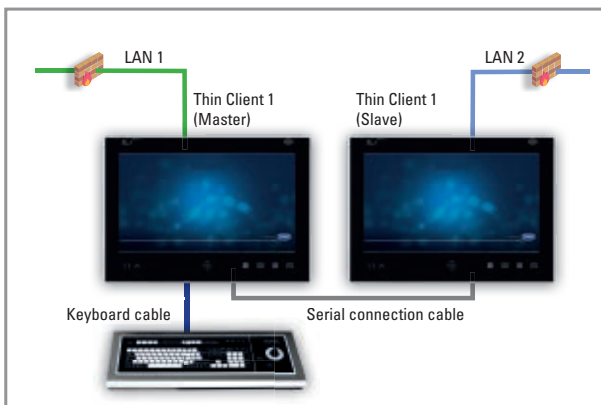 LAN 1
LAN 2
Thin Client 1
(Master)
Thin Client 1
(Slave)
Keyboard cable
Serial connection cable